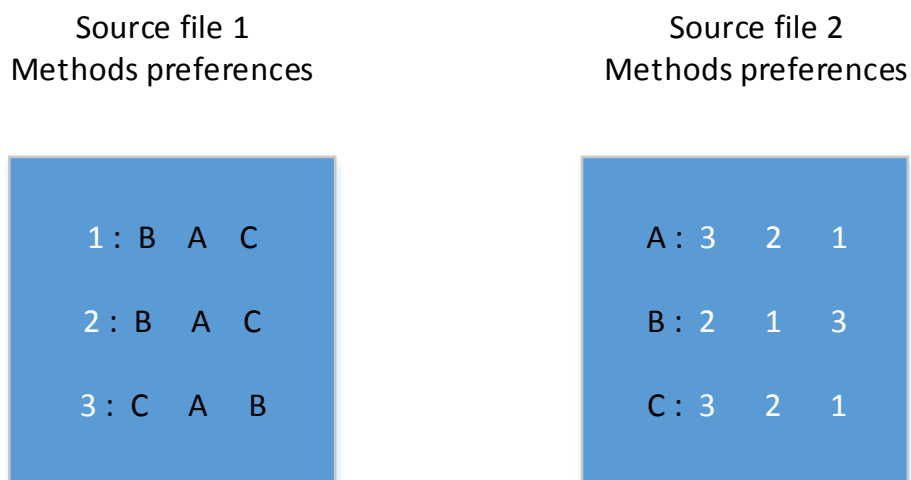 Source file 1
Methods preferences
1 : B A C
2 : B A C
3 : C A B
Source file 2
Methods preferences
A : 3 2 1
B : 2 1 3
C : 3 2 1